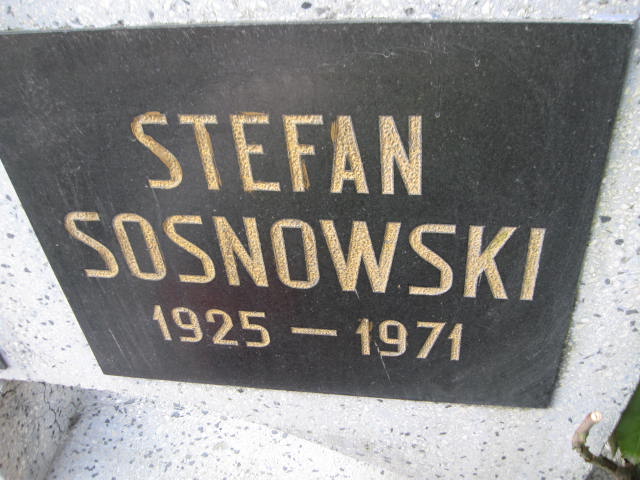 STEFAN
SOSNOWSKI
1925 — 1971